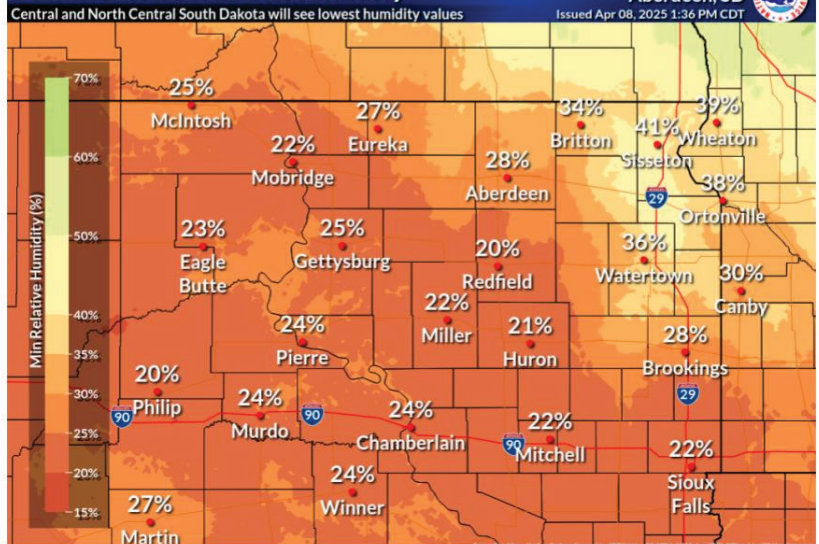 Aberdeen, SD
Central and North Central South Dakota will see lowest humidity values
Issued Apr 08, 2025 1:36 PM CDT
70%
60%
50%
40%
35%
30%
25%
20%
15%
Min Relative Humidity (%)
25%
McIntosh
27%
Eureka
34%
Britton
41%
Sisseton
39%
Wheaton
22%
Mobridge
28%
Aberdeen
29
38%
Ortonville
23%
Eagle
Butte
25%
Gettysburg
20%
Redfield
36%
Watertown
30%
Canby
24%
Pierre
22%
Miller
21%
Huron
28%
Brookings
29
20%
Philip
90
24%
Murdo
90
24%
Chamberlain
90
22%
Mitchell
22%
Sioux
Falls
24%
Winner
27%
Martin